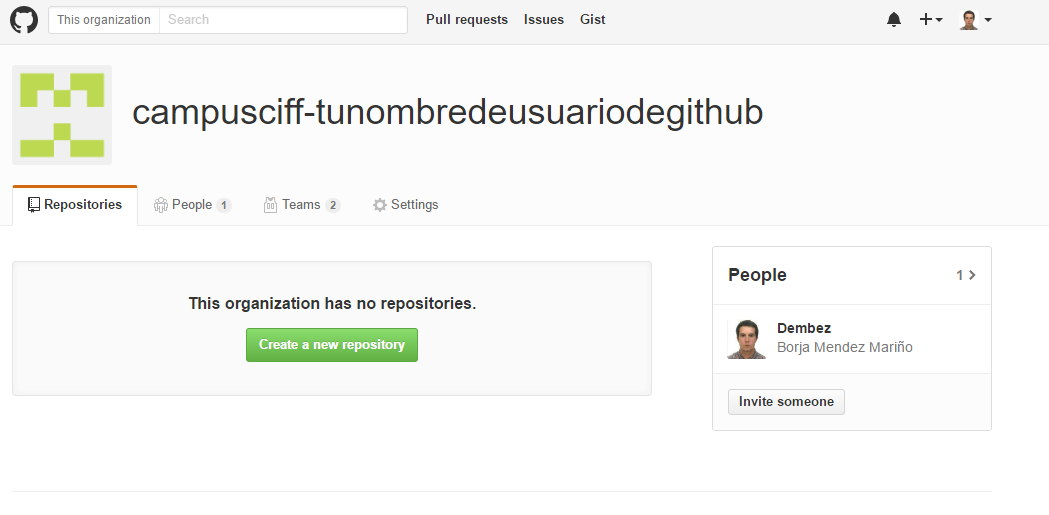 This organization Search Pull requests Issues Gist
campusciff-tunombredeusuariodegithub
Repositories People 1 Teams 2 Settings
This organization has no repositories.
Create a new repository
People 1
Dembez
Borja Mendez Mariño
Invite someone